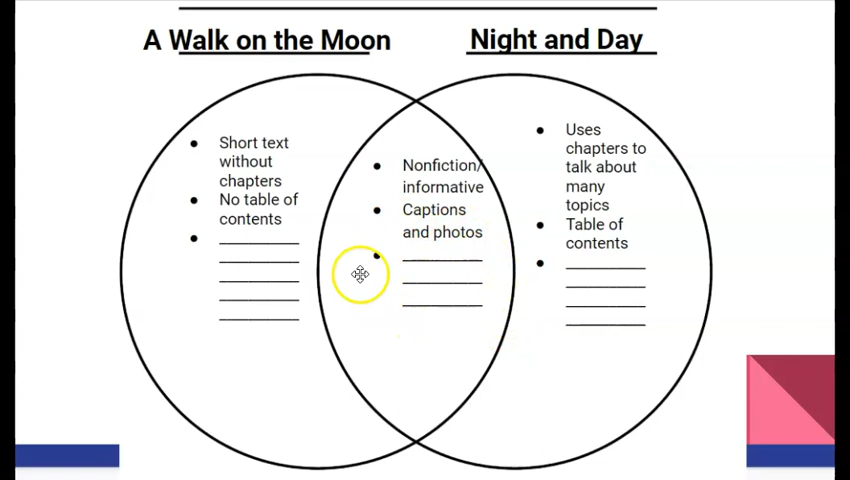 A Walk on the Moon
Night and Day
Short text
without
chapters
No table of
contents
Nonfiction/
informative
Captions
and photos
Uses
chapters to
talk about
many
topics
Table of
contents